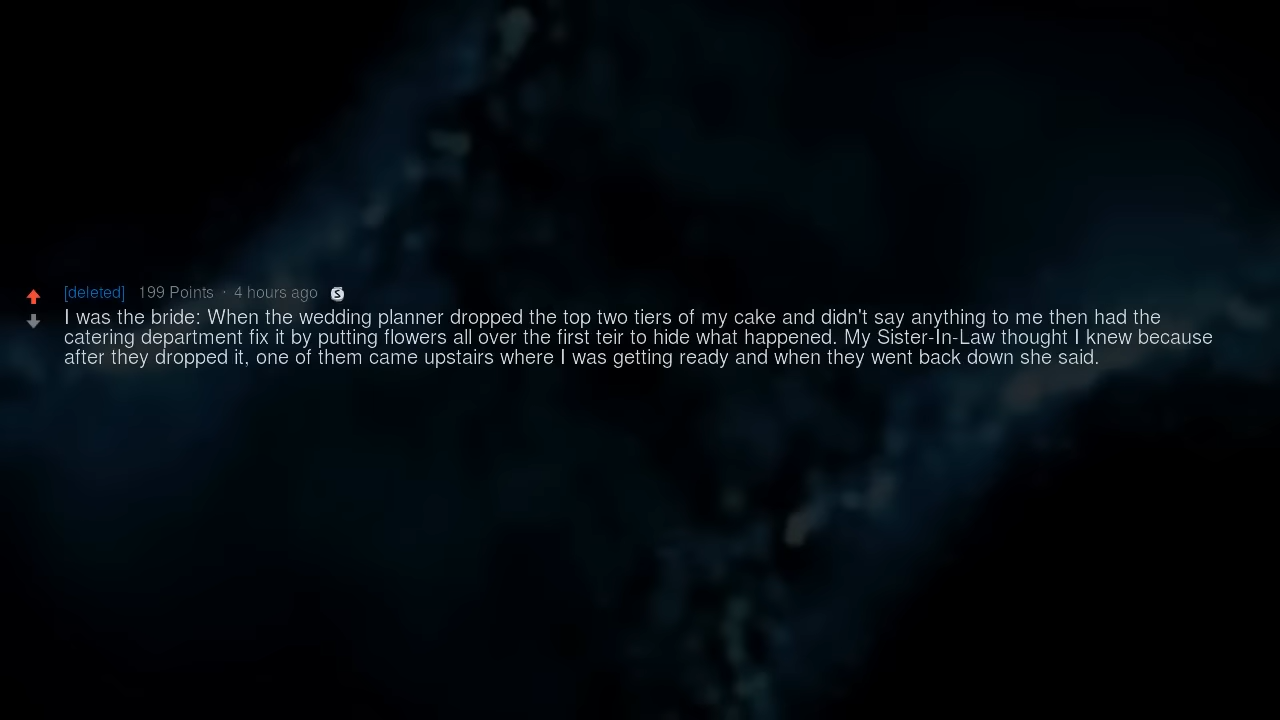 [deleted] 199 Points · 4 hours ago
I was the bride: When the wedding planner dropped the top two tiers of my cake and didn't say anything to me then had the
catering department fix it by putting flowers all over the first teir to hide what happened. My Sister-In-Law thought I knew because
after they dropped it, one of them came upstairs where I was getting ready and when they went back down she said.